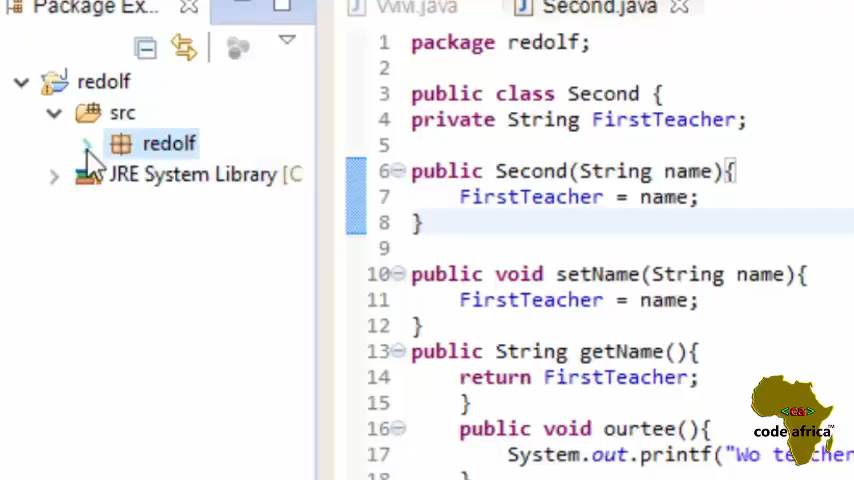 Package Ex...
Vivi.java
Second.java
redolf
src
redolf
JRE System Library [C
1 package redolf;
2
3 public class Second {
4 private String FirstTeacher;
5
6 public Second(String name){
7 FirstTeacher = name;
8 }
9
10 public void setName(String name){
11 FirstTeacher = name;
12 }
13 public String getName(){
14 return FirstTeacher;
15 }
16 public void ourtee(){
17 System.out.printf("Wo teacher
<C&>
code africa™